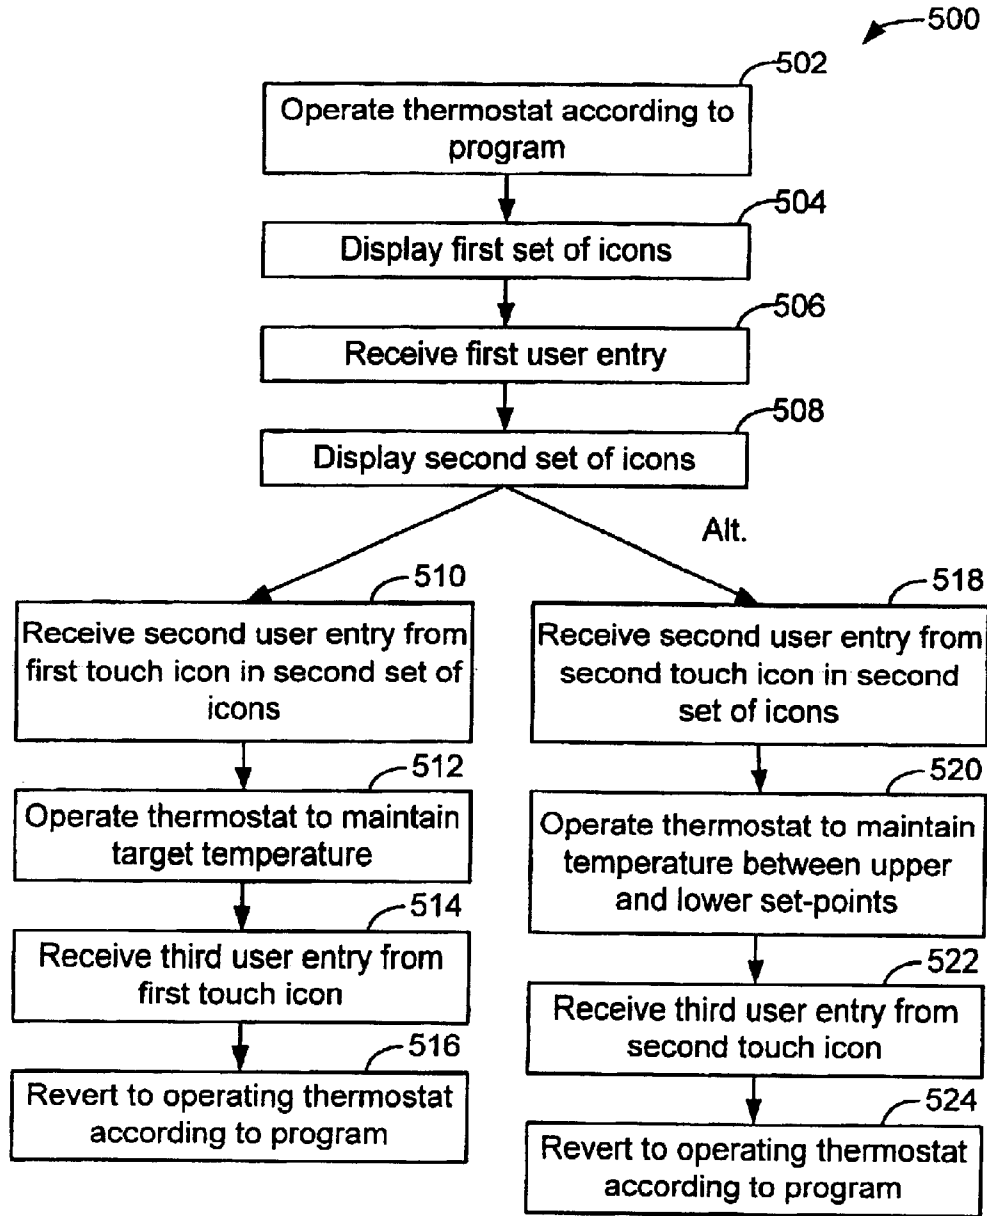 500
502
Operate thermostat according to
program
504
Display first set of icons
506
Receive first user entry
508
Display second set of icons
Alt.
510
Receive second user entry from
first touch icon in second set of
icons
512
Operate thermostat to maintain
target temperature
514
Receive third user entry from
first touch icon
516
Revert to operating thermostat
according to program
518
Receive second user entry from
second touch icon in second
set of icons
520
Operate thermostat to maintain
temperature between upper
and lower set-points
522
Receive third user entry from
second touch icon
524
Revert to operating thermostat
according to program